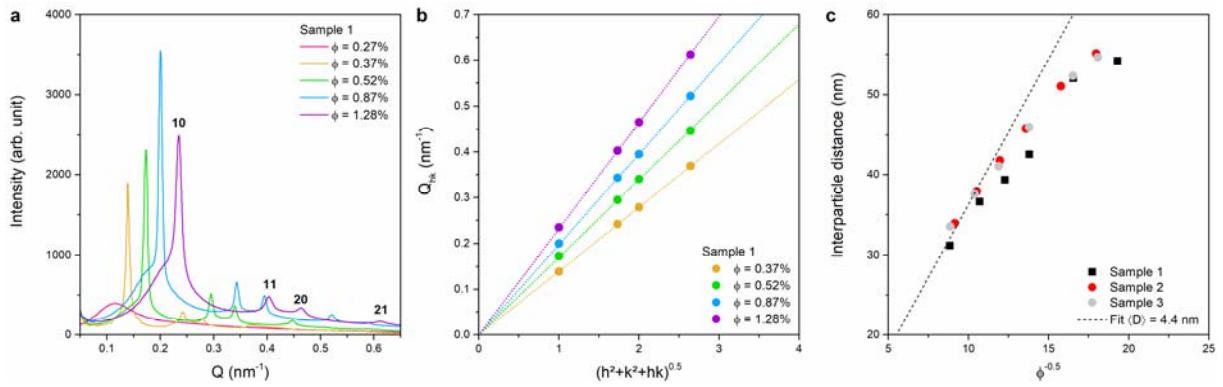 a
Sample 1
ϕ = 0.27%
ϕ = 0.37%
ϕ = 0.52%
ϕ = 0.87%
ϕ = 1.28%
10
11
20
21
4000
3000
2000
1000
0
0.1 0.2 0.3 0.4 0.5 0.6
Intensity (arb. unit)
Q (nm⁻¹)
b
0.7
0.6
0.5
0.4
0.3
0.2
0.1
0.0
0 1 2 3 4
Q_hk (nm⁻¹)
(h²+k²+hk)^0.5
Sample 1
ϕ = 0.37%
ϕ = 0.52%
ϕ = 0.87%
ϕ = 1.28%
c
60
50
40
30
20
5 10 15 20 25
Interparticle distance (nm)
ϕ^-0.5
Sample 1
Sample 2
Sample 3
Fit ⟨D⟩ = 4.4 nm